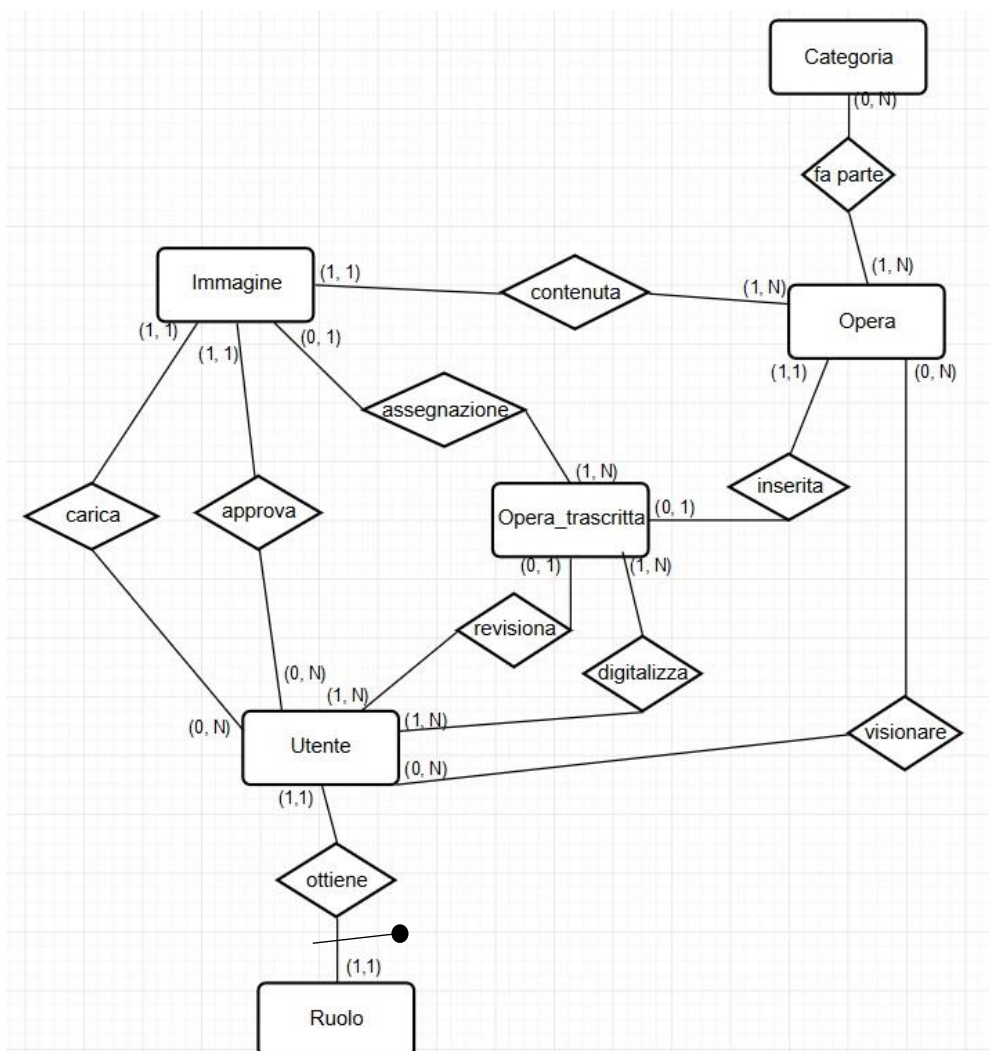 Categoria
(0, N)
fa parte
(1, N)
Immagine
(1, 1)
contenuta
(1, N)
Opera
(1, 1)
(1, 1)
(0, 1)
(1,1)
(0, N)
assegnazione
(1, N)
inserita
carica
approva
Opera_trascritta
(0, 1)
(0, 1)
(1, N)
revisiona
digitalizza
(0, N)
(1, N)
(0, N)
(1, N)
visionare
Utente
(0, N)
(1,1)
ottiene
(1,1)
Ruolo